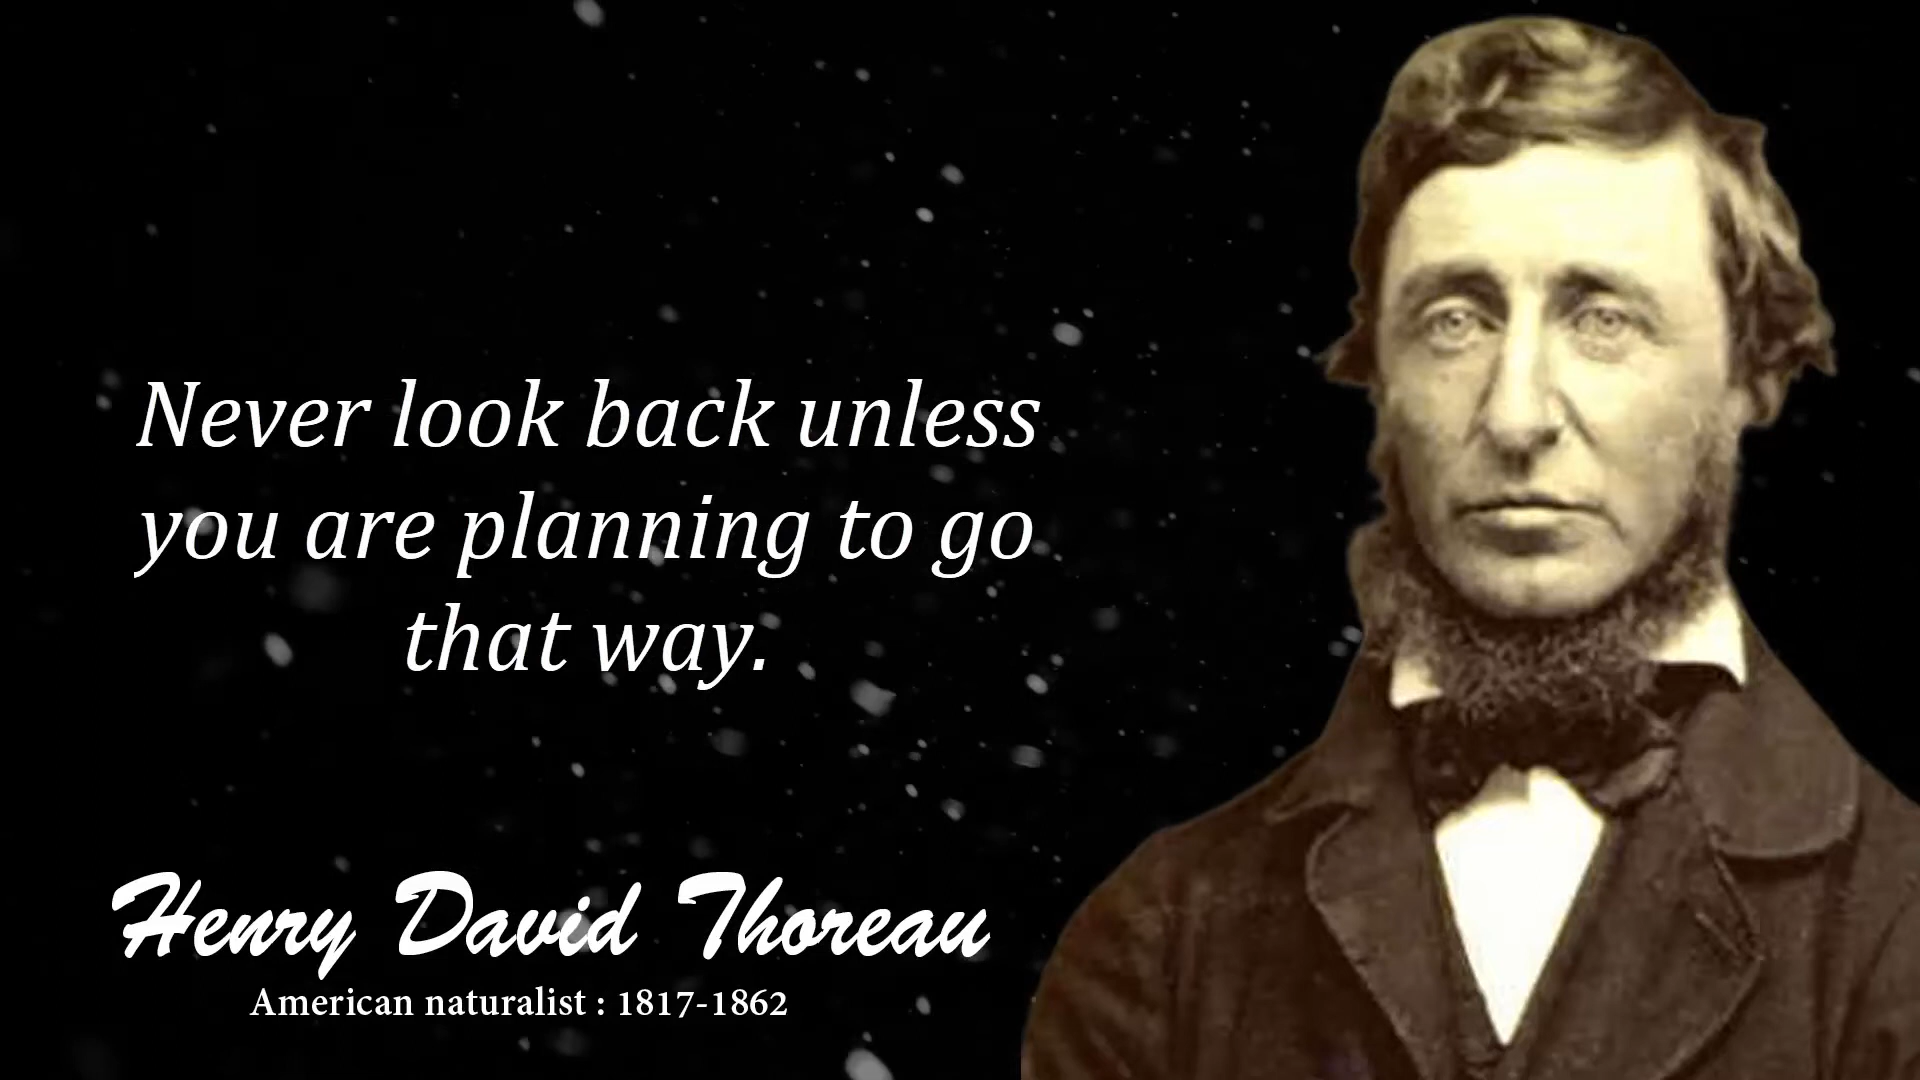 Never look back unless
you are planning to go
that way.
Henry David Thoreau
American naturalist : 1817-1862